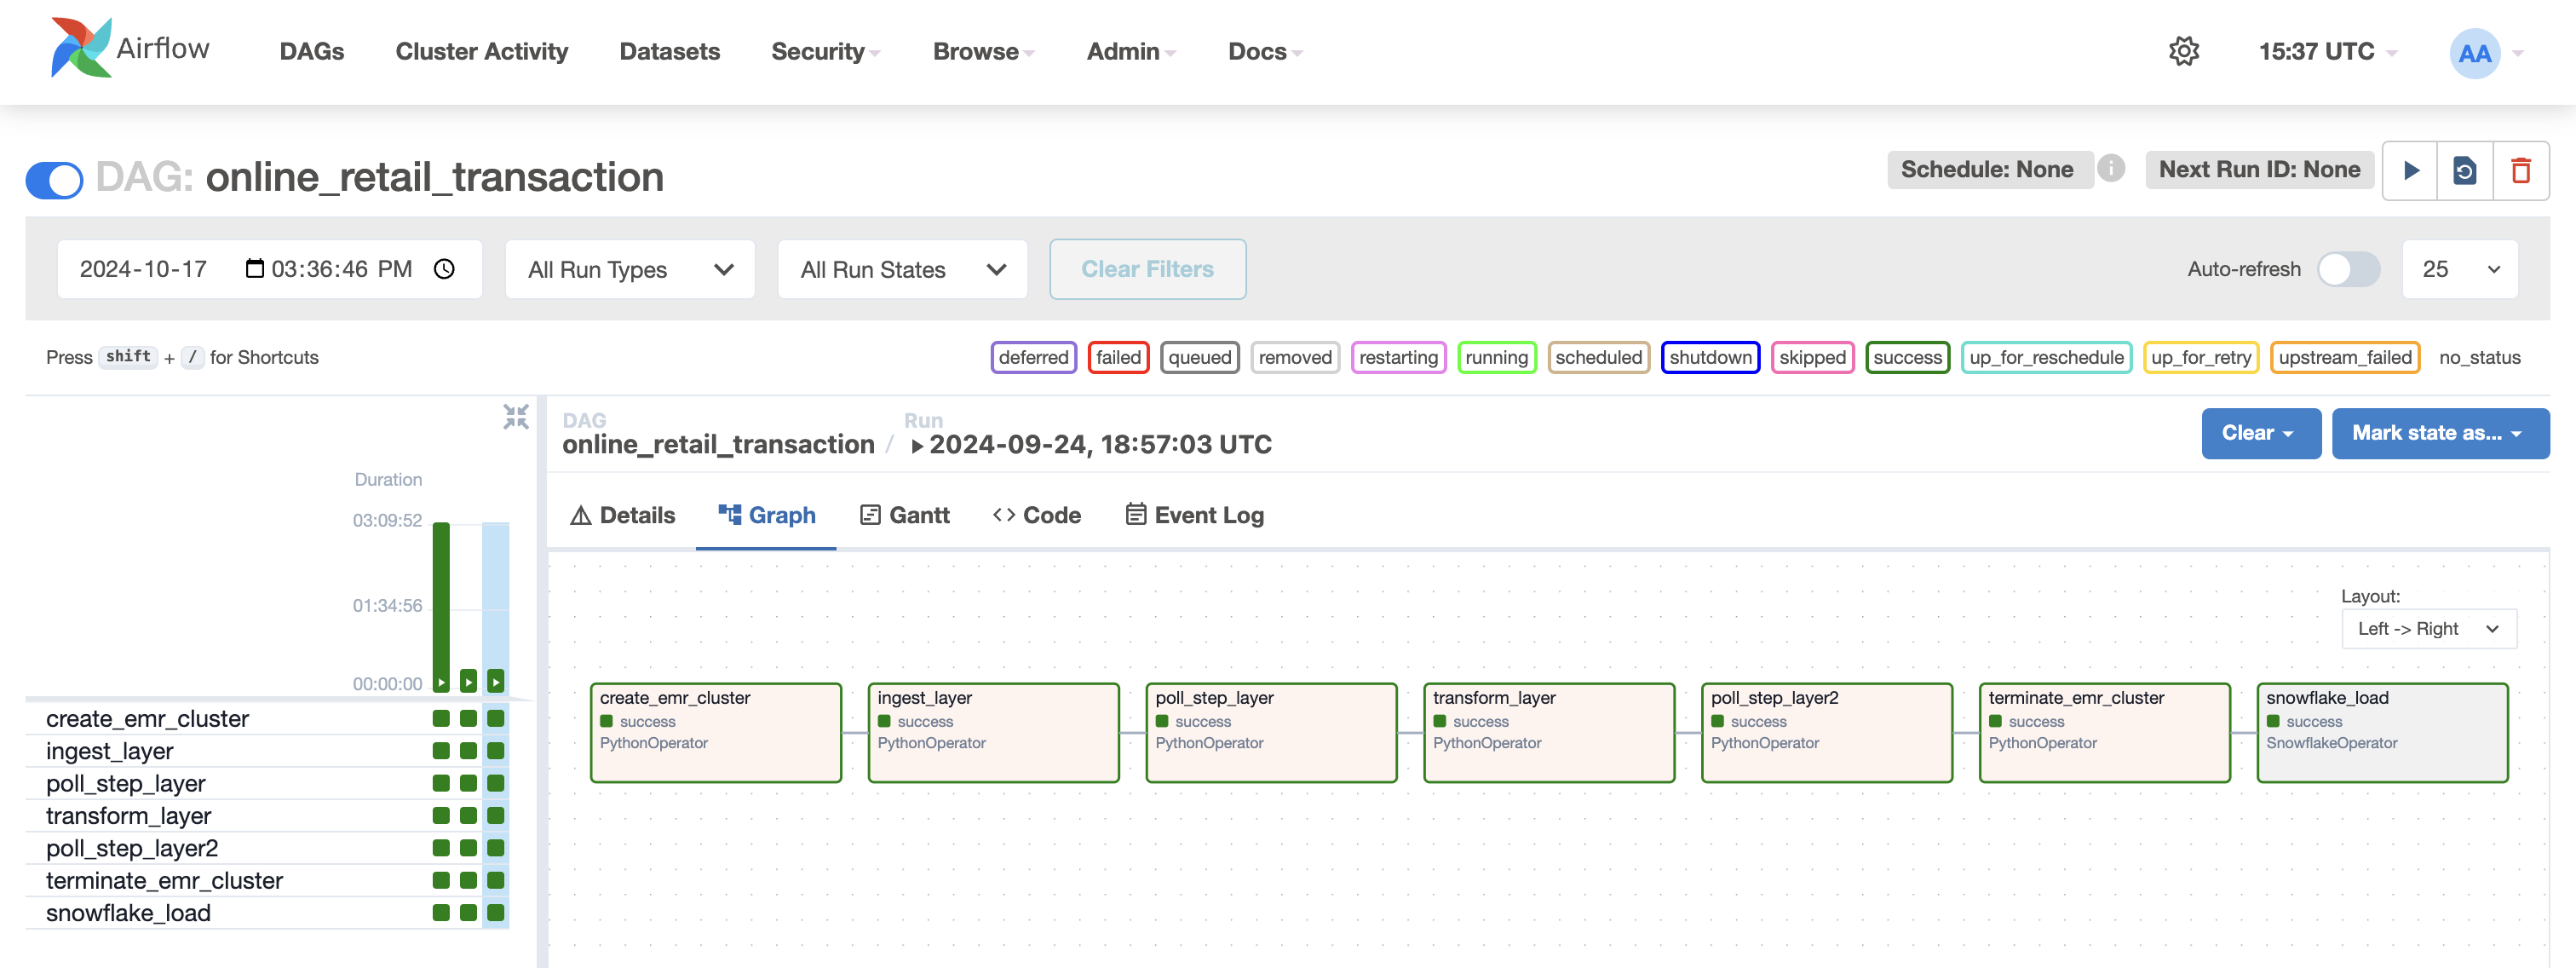 Airflow
DAGs Cluster Activity Datasets Security Browse Admin Docs 15:37 UTC AA
DAG: online_retail_transaction
Schedule: None i Next Run ID: None
2024-10-17 03:36:46 PM All Run Types All Run States Clear Filters Auto-refresh 25
Press shift + / for Shortcuts
deferred failed queued removed restarting running scheduled shutdown skipped success up_for_reschedule up_for_retry upstream_failed no_status
DAG
online_retail_transaction /
Run
2024-09-24, 18:57:03 UTC
Clear Mark state as...
Details Graph Gantt Code Event Log
Duration
03:09:52
01:34:56
00:00:00
create_emr_cluster
ingest_layer
poll_step_layer
transform_layer
poll_step_layer2
terminate_emr_cluster
snowflake_load
Layout:
Left -> Right
create_emr_cluster
success
PythonOperator
ingest_layer
success
PythonOperator
poll_step_layer
success
PythonOperator
transform_layer
success
PythonOperator
poll_step_layer2
success
PythonOperator
terminate_emr_cluster
success
PythonOperator
snowflake_load
success
SnowflakeOperator